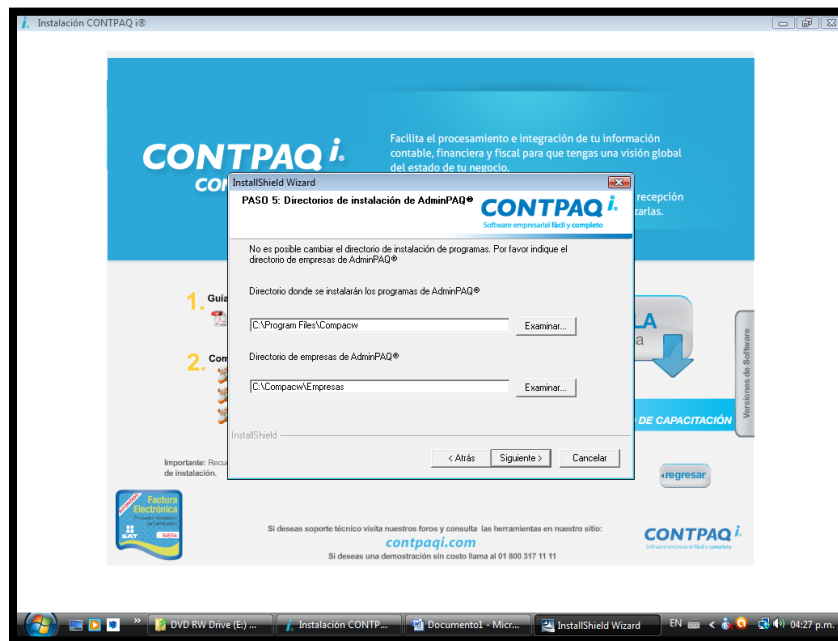 Instalación CONTPAQ i®
CONTPAQ i.
Facilita el procesamiento e integración de tu información
contable, financiera y fiscal para que tengas una visión global
del estado de tu negocio.
recepción
zarlas.
InstallShield Wizard
PASO 5: Directorios de instalación de AdminPAQ®
CONTPAQ i.
Software empresarial fácil y completo
No es posible cambiar el directorio de instalación de programas. Por favor indique el
directorio de empresas de AdminPAQ®
Directorio donde se instalarán los programas de AdminPAQ®
C:\Program Files\Compacw
Examinar...
Directorio de empresas de AdminPAQ®
C:\Compacw\Empresas
Examinar...
InstallShield
< Atrás
Siguiente >
Cancelar
1. Guía
2. Com
LA
a
Versiones de Software
DE CAPACITACIÓN
Importante: Recu
de instalación.
regresar
Factura
Electrónica
SAT
54554
Si deseas soporte técnico visita nuestros foros y consulta las herramientas en nuestro sitio:
contpaqi.com
Si deseas una demostración sin costo llama al 01 800 317 11 11
CONTPAQ i.
Software empresarial fácil y completo
DVD RW Drive (E:) ...
Instalación CONTP...
Documento1 - Micr...
InstallShield Wizard
EN
04:27 p.m.